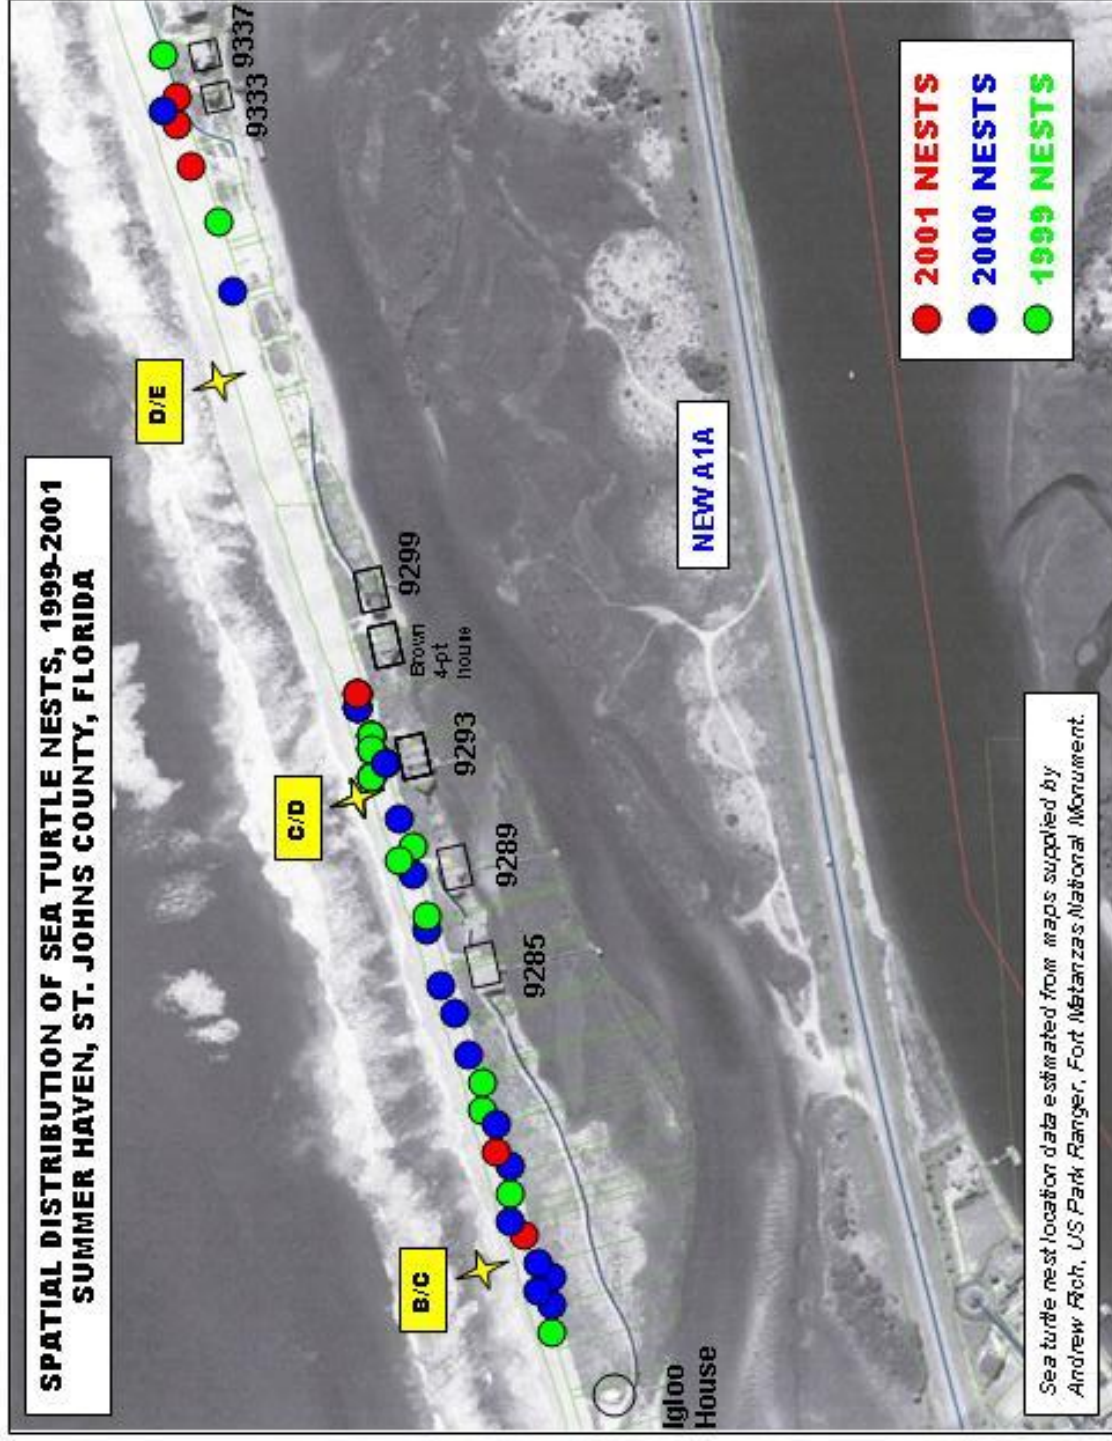 SPATIAL DISTRIBUTION OF SEA TURTLE NESTS, 1999-2001
SUMMER HAVEN, ST. JOHNS COUNTY, FLORIDA
B/C
C/D
D/E
Igloo
House
9285
9289
9293
Brown
4-pt
house
9299
9333
9337
NEW A1A
2001 NESTS
2000 NESTS
1999 NESTS
Sea turtle nest location data estimated from maps supplied by
Andrew Rich, US Park Ranger, Fort Matanzas National Monument.